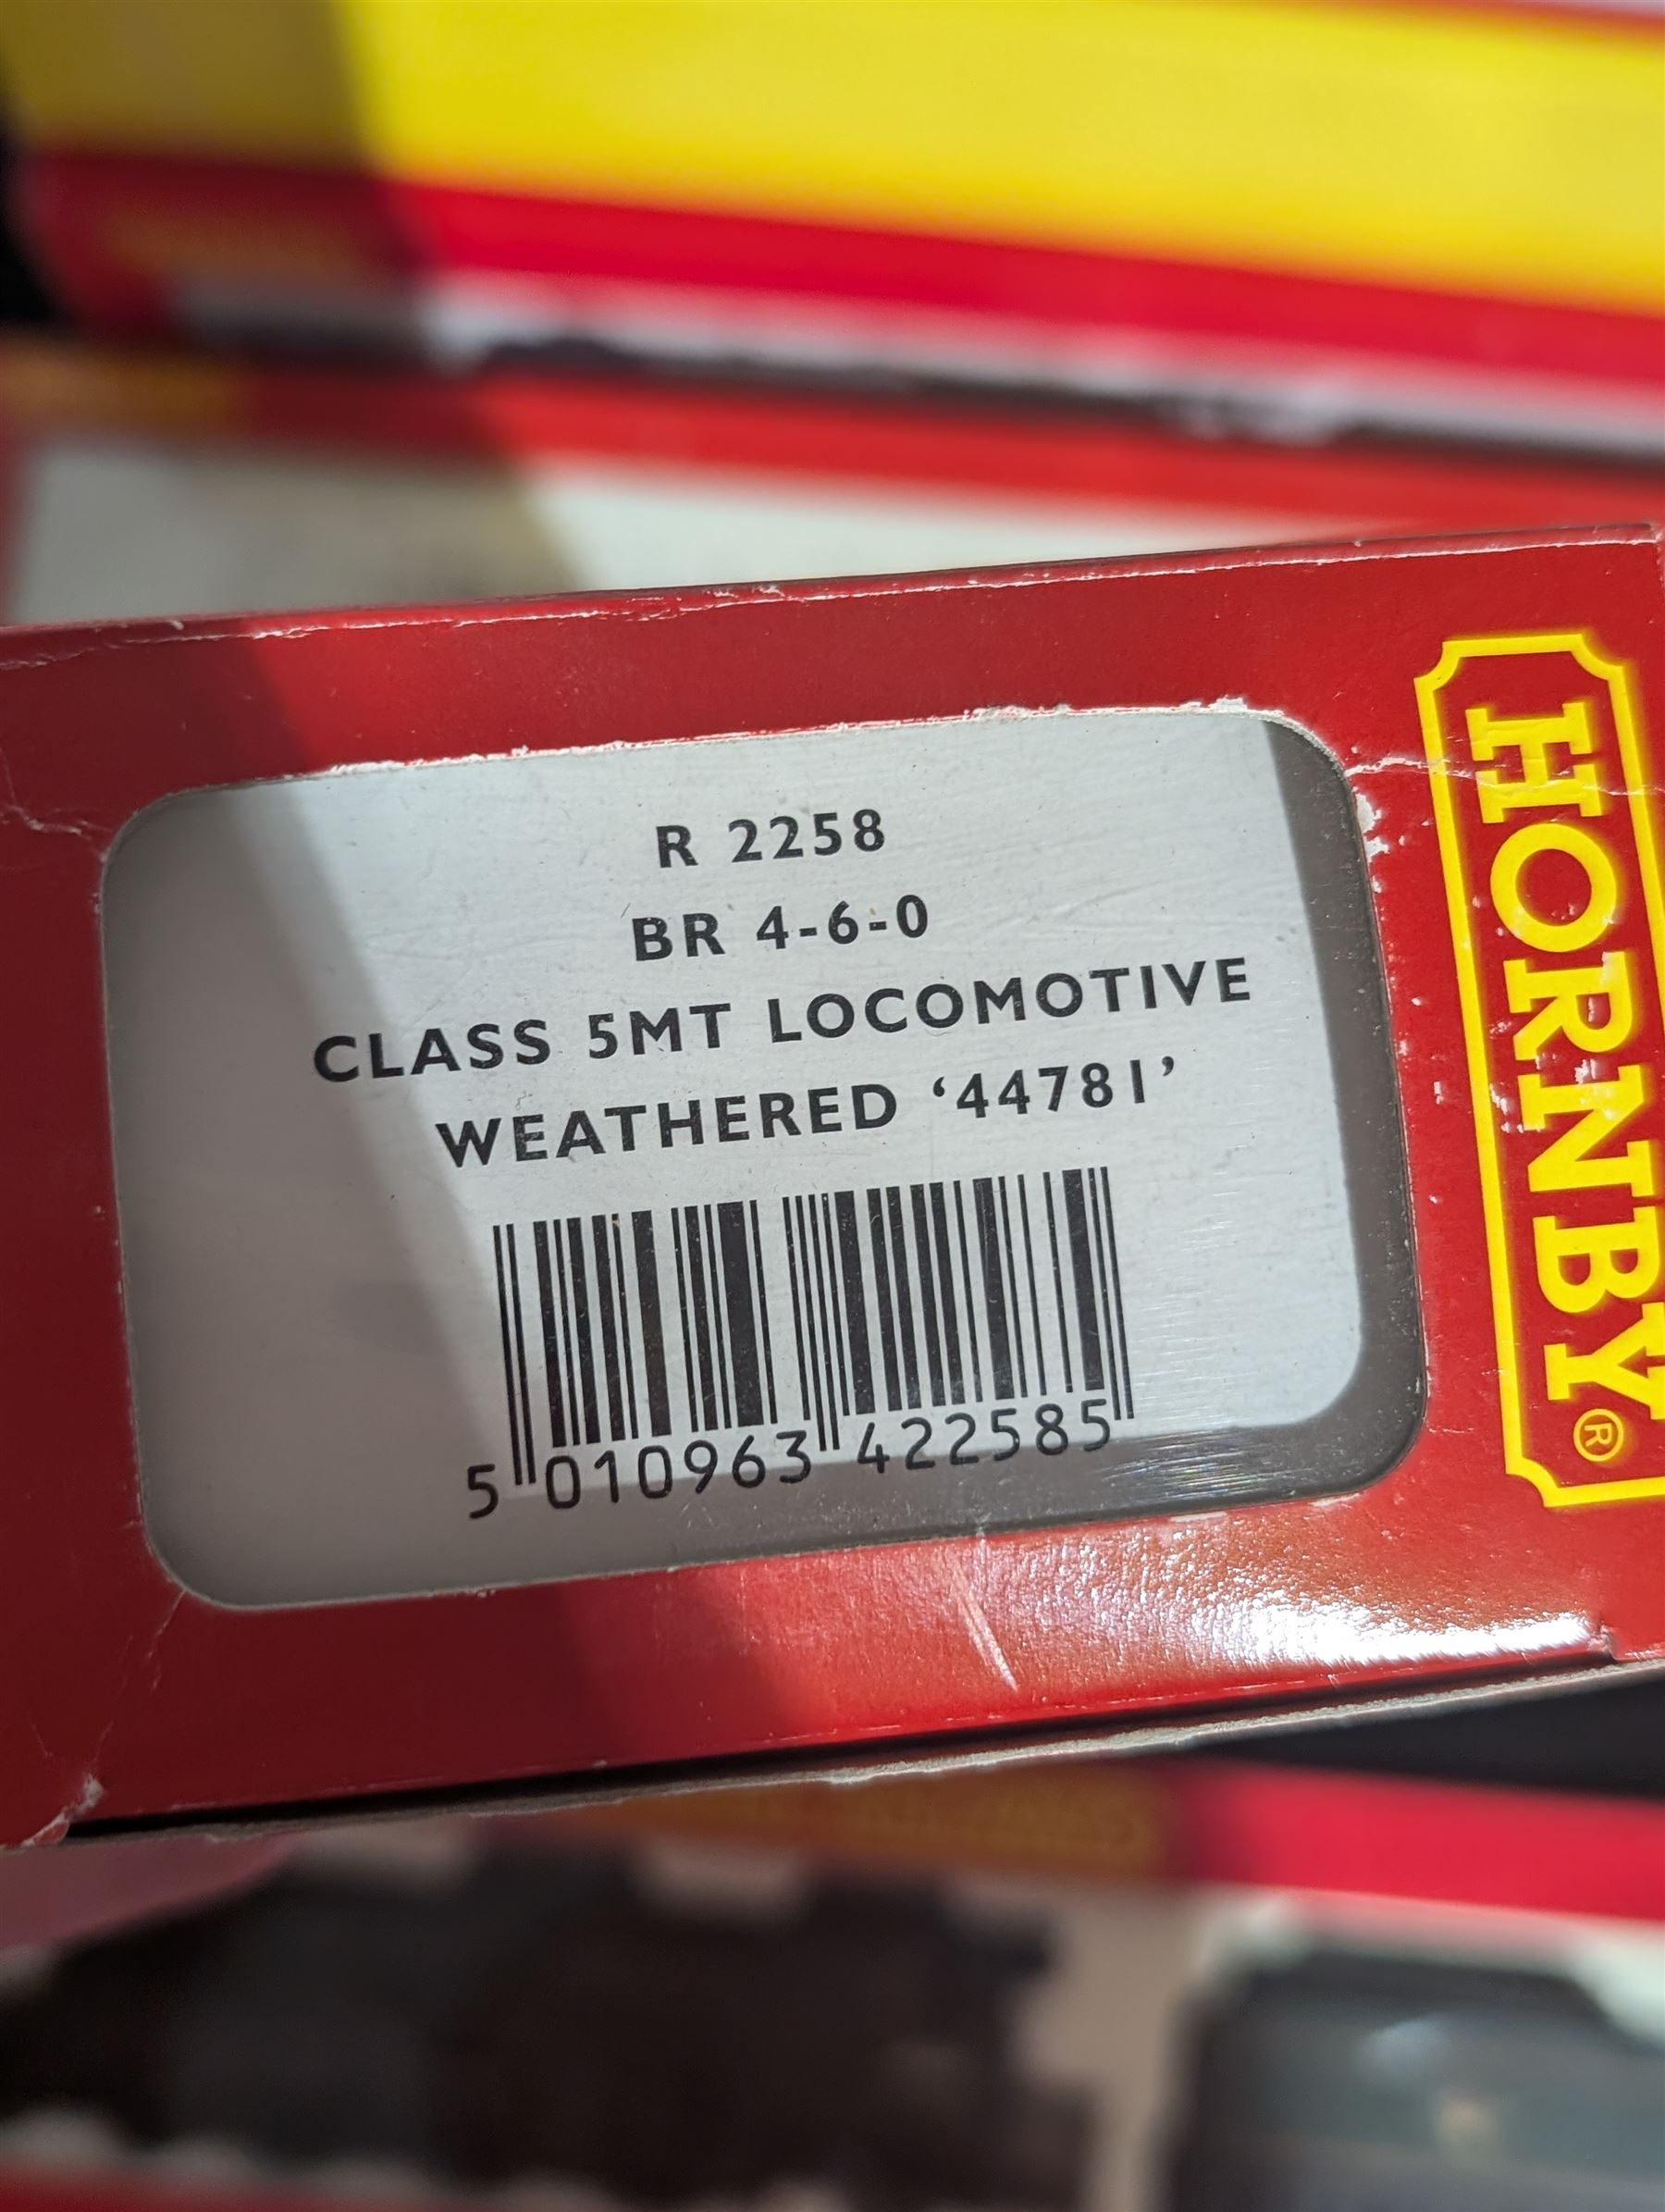 R 2258
BR 4-6-0
CLASS 5MT LOCOMOTIVE
WEATHERED ‘44781’
5 010963 422585
HORNBY®